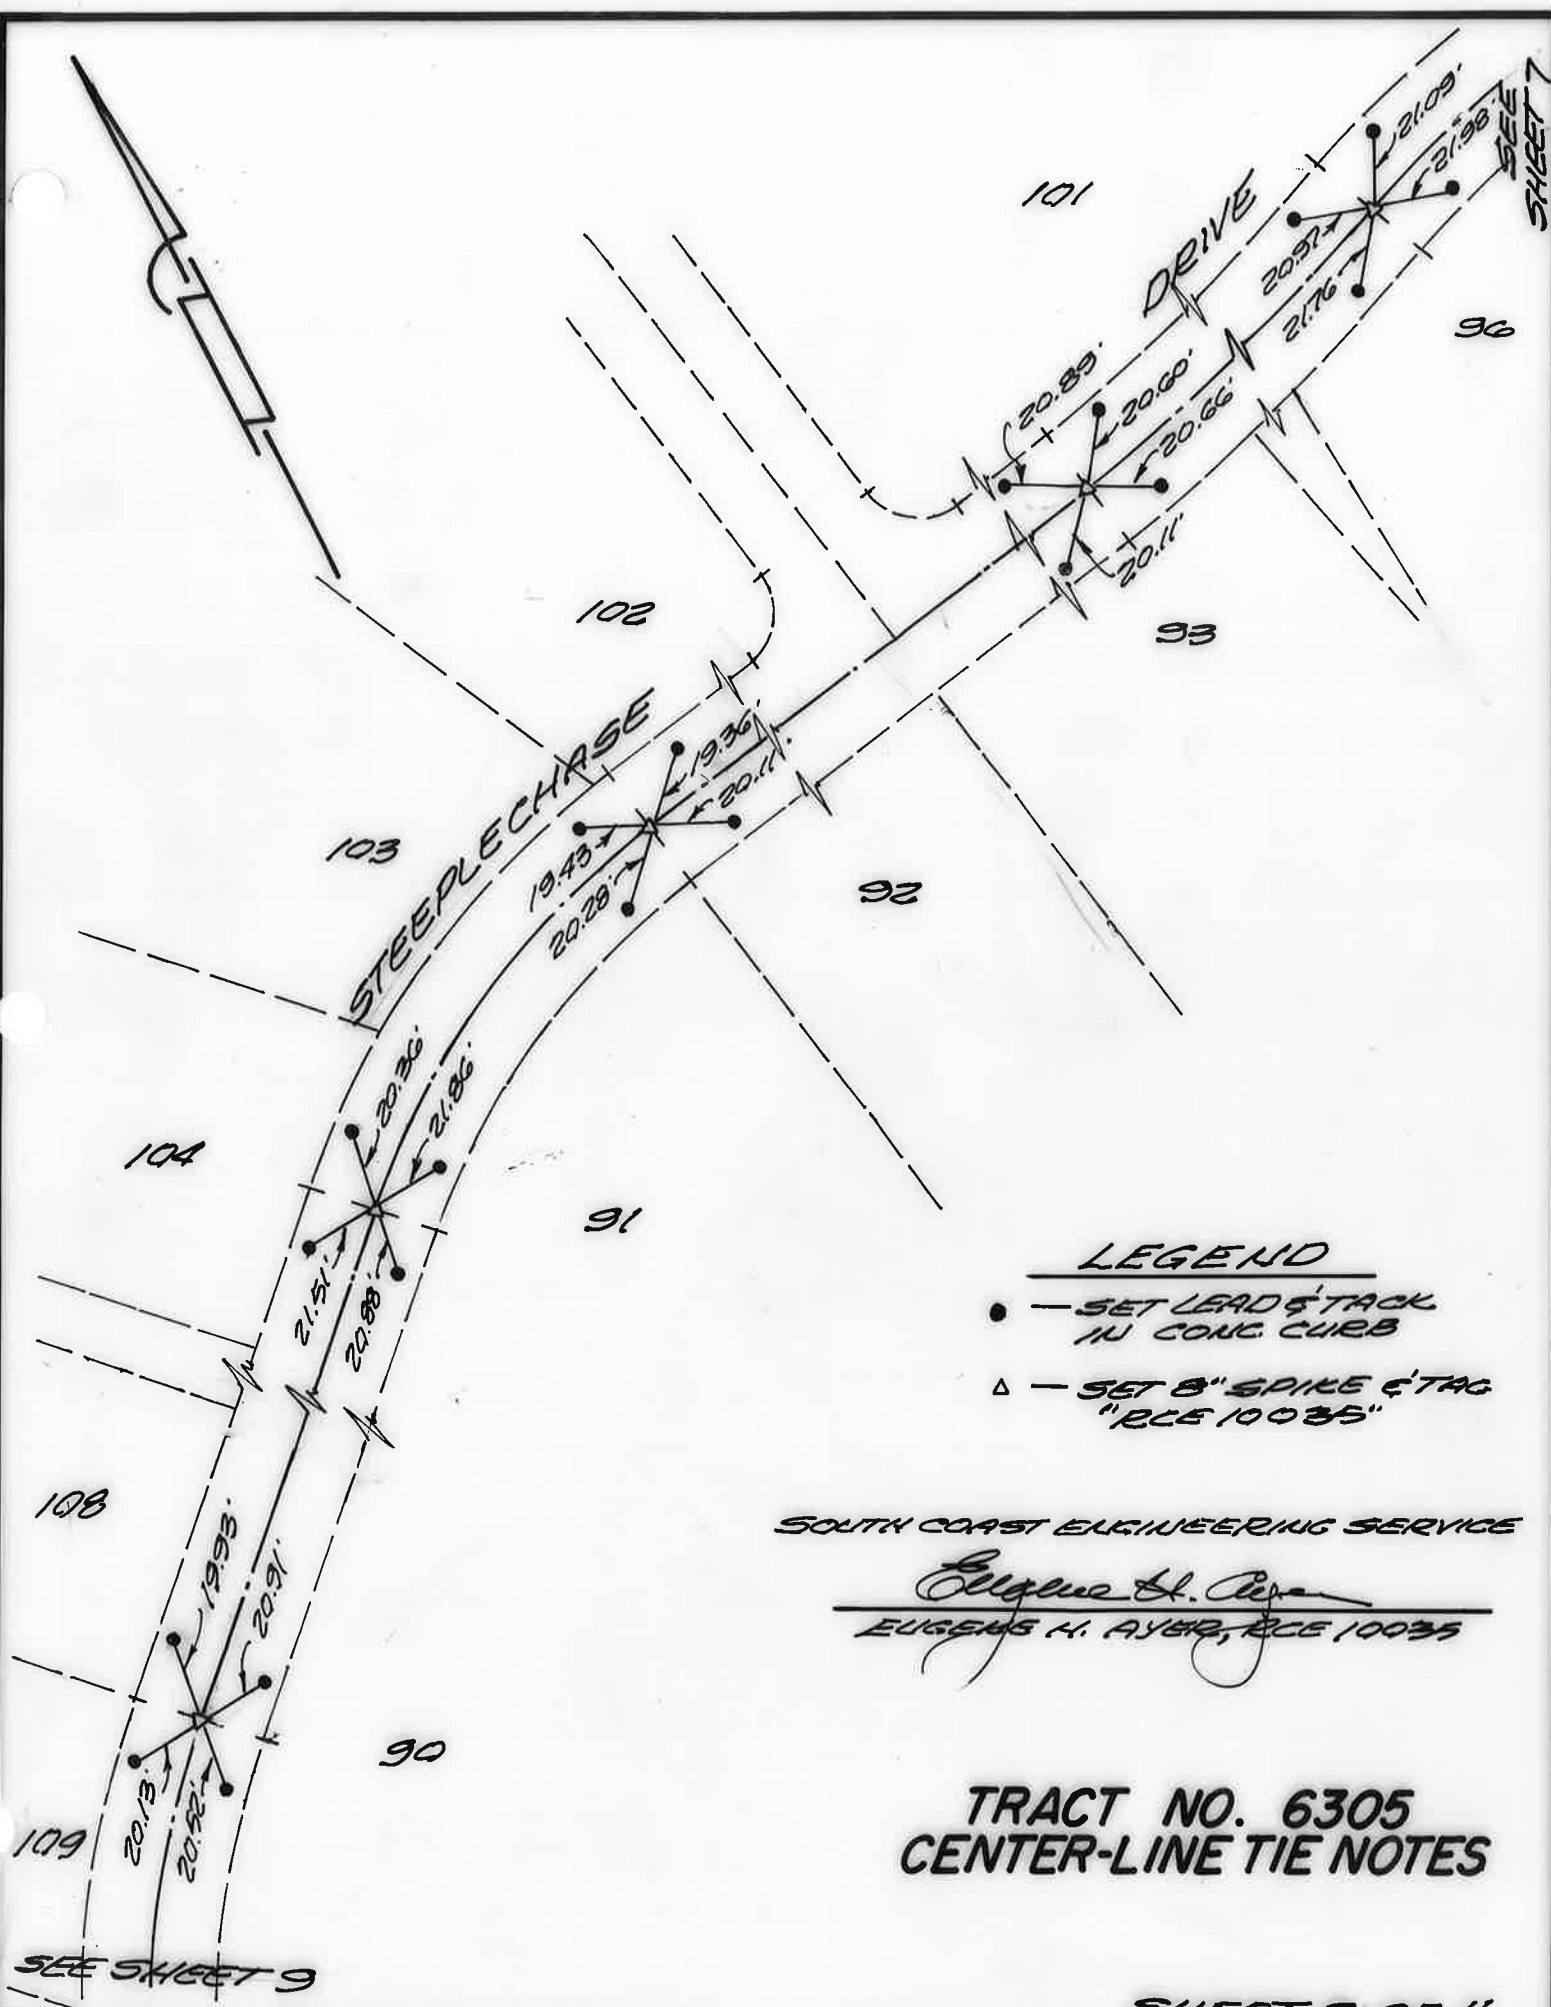 SEE
SHEET 7
21.09'
21.98'
101
DRIVE
20.97'
21.76'
96
20.89'
20.60'
20.66'
20.11'
102
93
STEEPLECHASE
19.36'
20.11'
103
19.43'
20.28'
92
20.36'
21.86'
104
91
21.51'
20.88'
LEGEND
● — SET LEAD & TACK
IN CONC. CURB
△ — SET 8" SPIKE & TAG
"RCE 10035"
108
19.93'
20.91'
SOUTH COAST ENGINEERING SERVICE
Eugene H. Ayer
EUGENE H. AYER, RCE 10035
90
20.13'
20.52'
109
TRACT NO. 6305
CENTER-LINE TIE NOTES
SEE SHEET 9